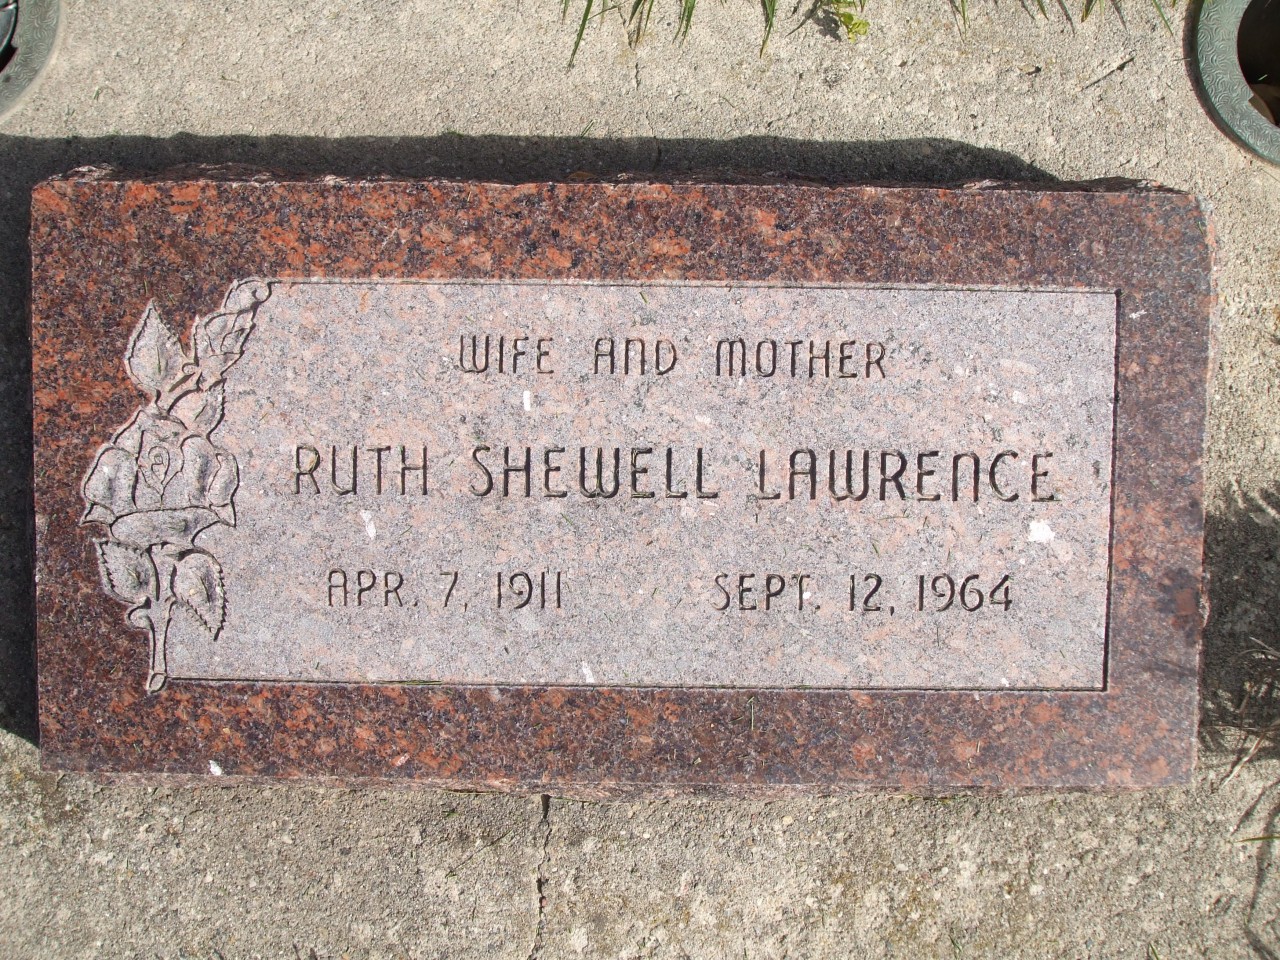 WIFE AND MOTHER
RUTH SHEWELL LAWRENCE
APR. 7, 1911 SEPT. 12, 1964